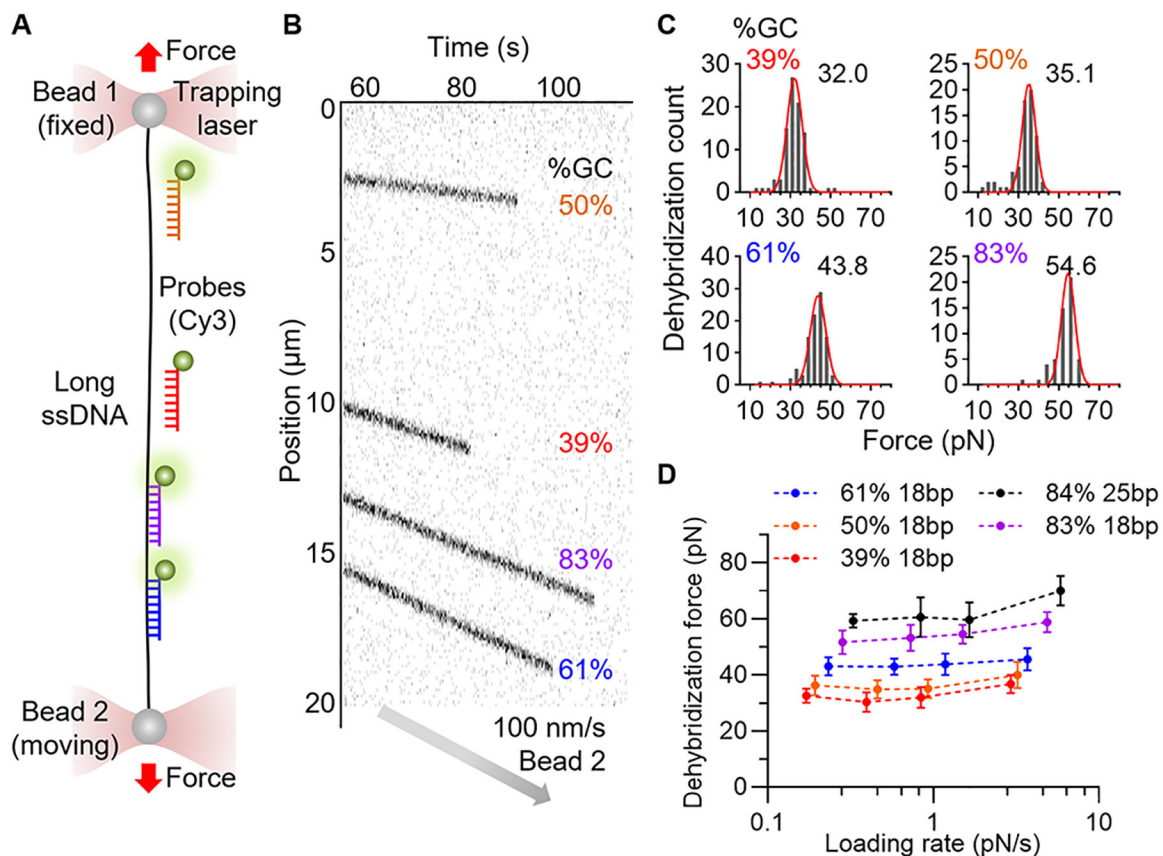 A
Force
Bead 1
(fixed)
Trapping
laser
Probes
(Cy3)
Long
ssDNA
Bead 2
(moving)
Force
B
Time (s)
60 80 100
0
5
10
15
20
Position (µm)
%GC
50%
39%
83%
61%
100 nm/s
Bead 2
C
%GC
39%
32.0
30
20
10
0
10 30 50 70
50%
35.1
25
20
15
10
5
0
10 30 50 70
61%
43.8
40
30
20
10
0
10 30 50 70
83%
54.6
25
20
15
10
5
0
10 30 50 70
Dehybridization count
Force (pN)
D
61% 18bp
50% 18bp
39% 18bp
84% 25bp
83% 18bp
Dehybridization force (pN)
80
60
40
20
0
0.1 1 10
Loading rate (pN/s)